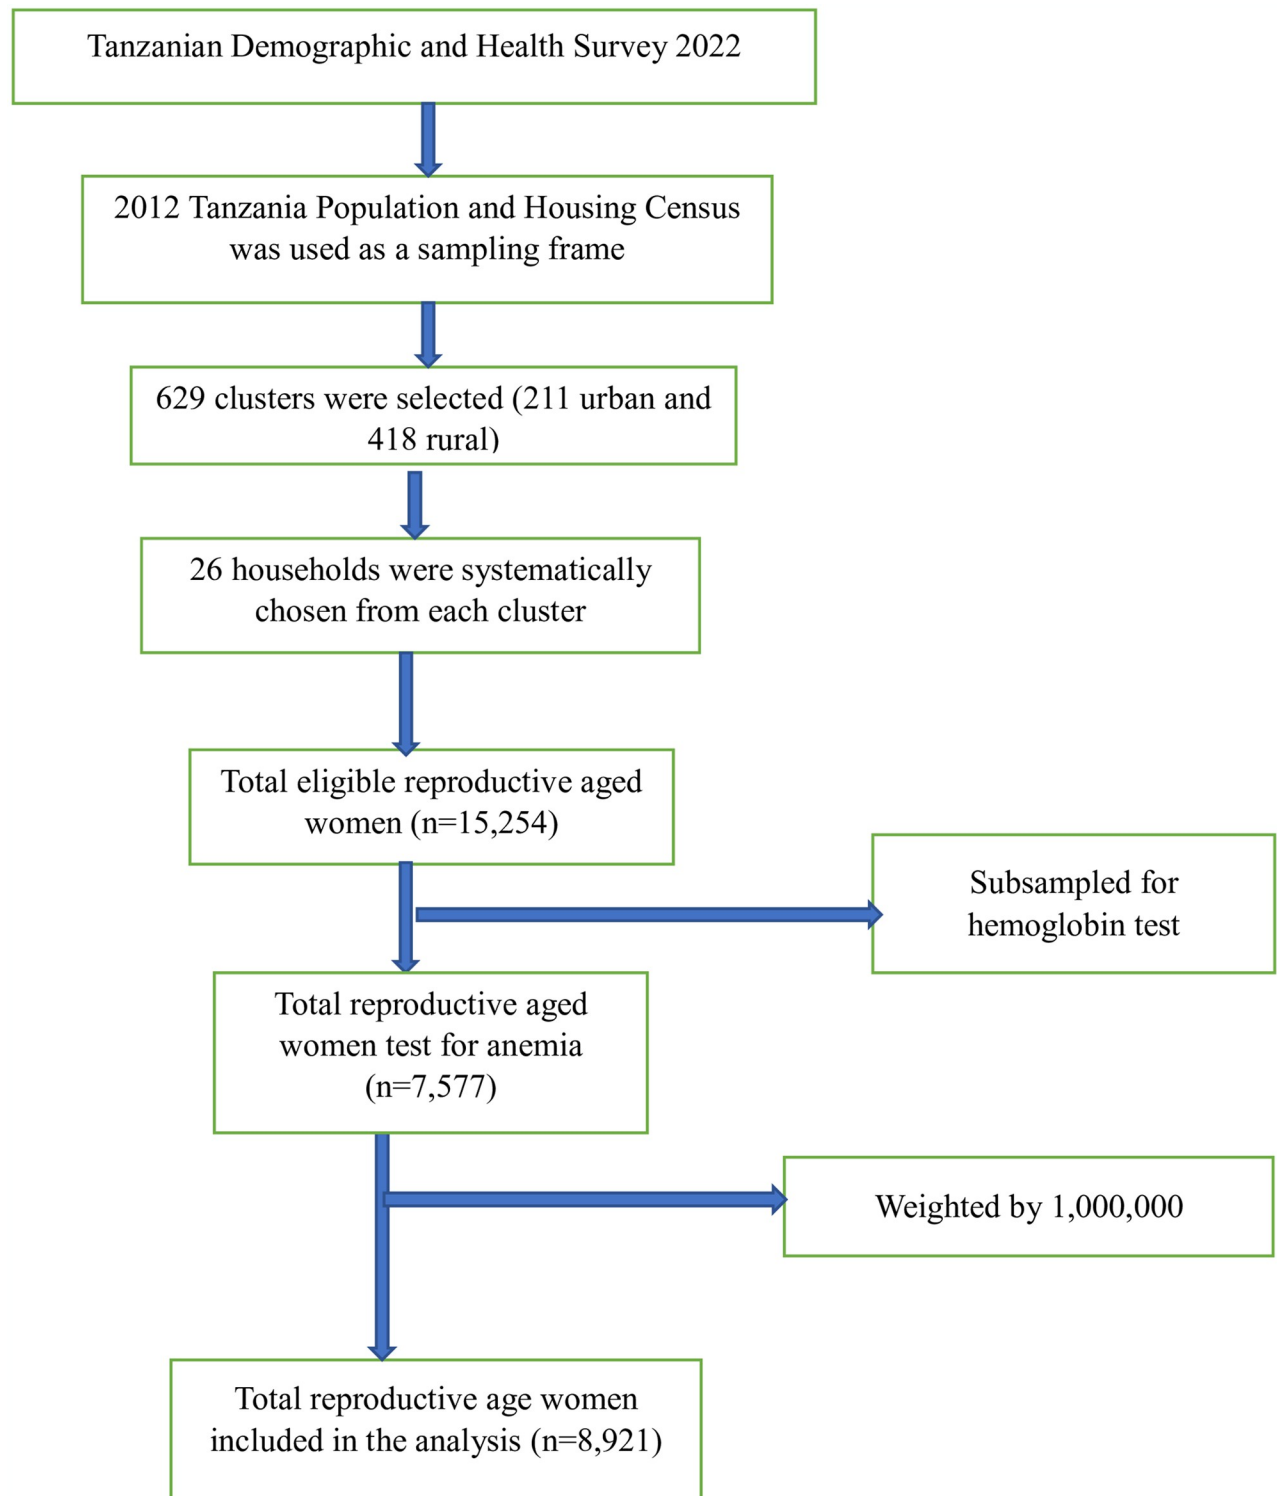 Tanzanian Demographic and Health Survey 2022
2012 Tanzania Population and Housing Census
was used as a sampling frame
629 clusters were selected (211 urban and
418 rural)
26 households were systematically
chosen from each cluster
Total eligible reproductive aged
women (n=15,254)
Subsampled for
hemoglobin test
Total reproductive aged
women test for anemia
(n=7,577)
Weighted by 1,000,000
Total reproductive age women
included in the analysis (n=8,921)